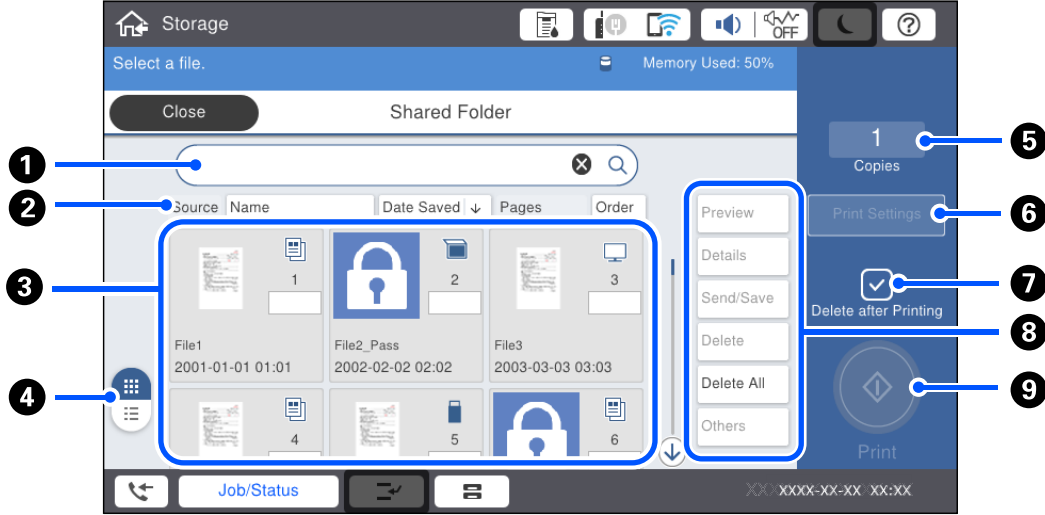 Storage
OFF
Select a file.
Memory Used: 50%
Close
Shared Folder
1
Copies
1
5
2
Source Name Date Saved Pages Order
Preview
Print Settings
6
1
2
3
Details
3
Send/Save
7
Delete after Printing
File1
File2_Pass
File3
Delete
8
2001-01-01 01:01
2002-02-02 02:02
2003-03-03 03:03
Delete All
4
9
Others
4
5
6
Print
Job/Status
XXXXXX-XX-XX XX:XX